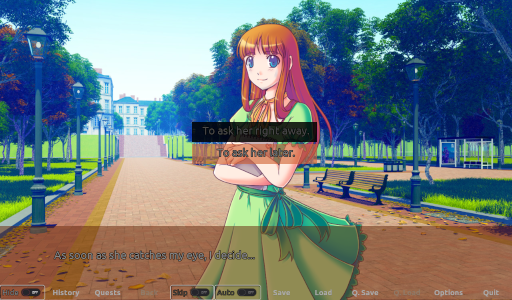 To ask her right away.
To ask her later.
As soon as she catches my eye, I decide...
History Quests Skip Auto Save Load Q. Save Options Quit